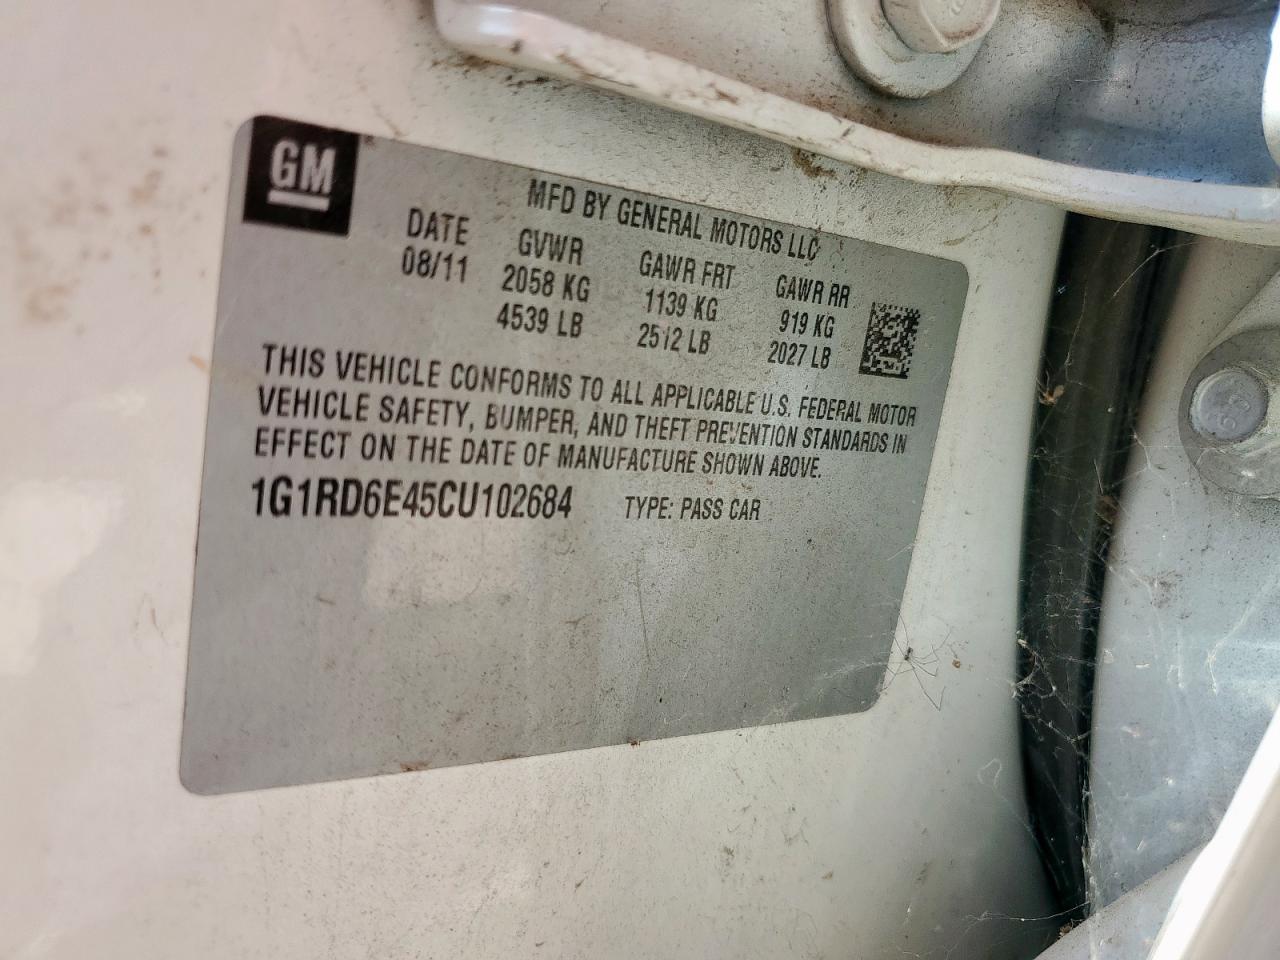 GM
MFD BY GENERAL MOTORS LLC
DATE GVWR GAWR FRT GAWR RR
08/11 2058 KG 1139 KG 919 KG
4539 LB 2512 LB 2027 LB
THIS VEHICLE CONFORMS TO ALL APPLICABLE U.S. FEDERAL MOTOR
VEHICLE SAFETY, BUMPER, AND THEFT PREVENTION STANDARDS IN
EFFECT ON THE DATE OF MANUFACTURE SHOWN ABOVE.
1G1RD6E45CU102684 TYPE: PASS CAR